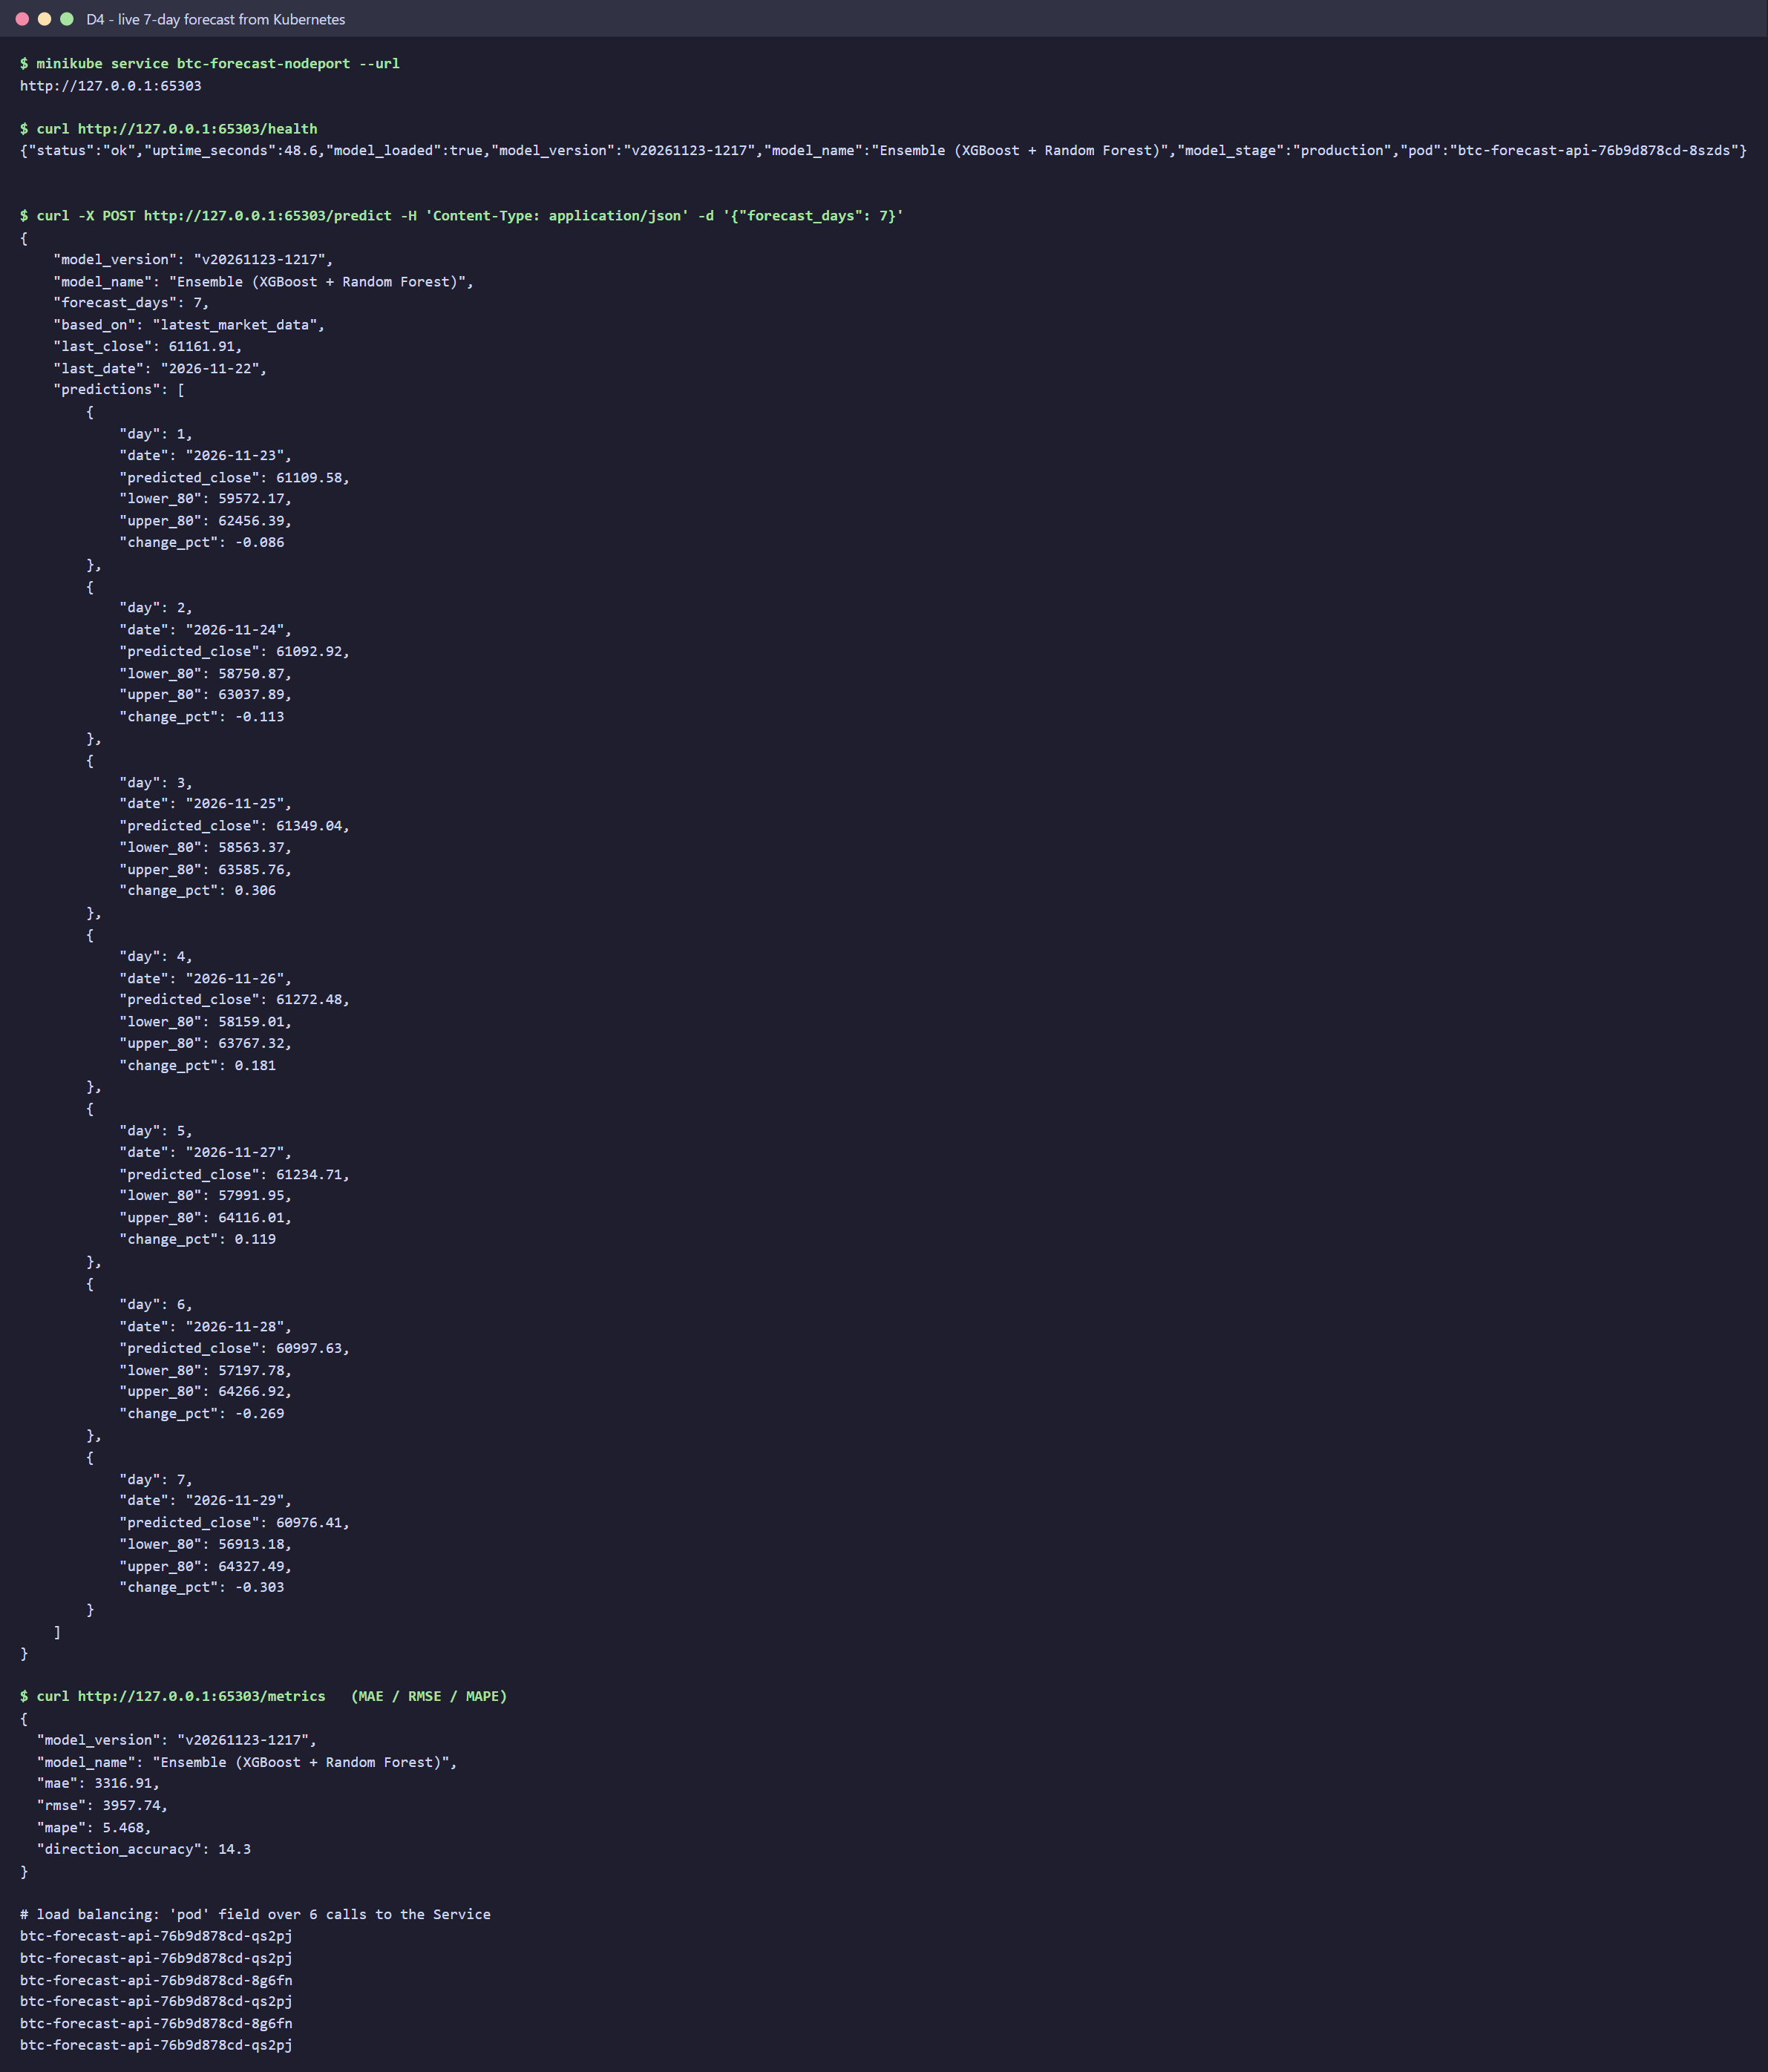 D4 - live 7-day forecast from Kubernetes
$ minikube service btc-forecast-nodeport --url
http://127.0.0.1:65303
$ curl http://127.0.0.1:65303/health
{"status":"ok","uptime_seconds":48.6,"model_loaded":true,"model_version":"v20261123-1217","model_name":"Ensemble (XGBoost + Random Forest)","model_stage":"production","pod":"btc-forecast-api-76b9d878cd-8szds"}
$ curl -X POST http://127.0.0.1:65303/predict -H 'Content-Type: application/json' -d '{"forecast_days": 7}'
{
    "model_version": "v20261123-1217",
    "model_name": "Ensemble (XGBoost + Random Forest)",
    "forecast_days": 7,
    "based_on": "latest_market_data",
    "last_close": 61161.91,
    "last_date": "2026-11-22",
    "predictions": [
        {
            "day": 1,
            "date": "2026-11-23",
            "predicted_close": 61109.58,
            "lower_80": 59572.17,
            "upper_80": 62456.39,
            "change_pct": -0.086
        },
        {
            "day": 2,
            "date": "2026-11-24",
            "predicted_close": 61092.92,
            "lower_80": 58750.87,
            "upper_80": 63037.89,
            "change_pct": -0.113
        },
        {
            "day": 3,
            "date": "2026-11-25",
            "predicted_close": 61349.04,
            "lower_80": 58563.37,
            "upper_80": 63585.76,
            "change_pct": 0.306
        },
        {
            "day": 4,
            "date": "2026-11-26",
            "predicted_close": 61272.48,
            "lower_80": 58159.01,
            "upper_80": 63767.32,
            "change_pct": 0.181
        },
        {
            "day": 5,
            "date": "2026-11-27",
            "predicted_close": 61234.71,
            "lower_80": 57991.95,
            "upper_80": 64116.01,
            "change_pct": 0.119
        },
        {
            "day": 6,
            "date": "2026-11-28",
            "predicted_close": 60997.63,
            "lower_80": 57197.78,
            "upper_80": 64266.92,
            "change_pct": -0.269
        },
        {
            "day": 7,
            "date": "2026-11-29",
            "predicted_close": 60976.41,
            "lower_80": 56913.18,
            "upper_80": 64327.49,
            "change_pct": -0.303
        }
    ]
}
$ curl http://127.0.0.1:65303/metrics   (MAE / RMSE / MAPE)
{
  "model_version": "v20261123-1217",
  "model_name": "Ensemble (XGBoost + Random Forest)",
  "mae": 3316.91,
  "rmse": 3957.74,
  "mape": 5.468,
  "direction_accuracy": 14.3
}
# load balancing: 'pod' field over 6 calls to the Service
btc-forecast-api-76b9d878cd-qs2pj
btc-forecast-api-76b9d878cd-qs2pj
btc-forecast-api-76b9d878cd-8g6fn
btc-forecast-api-76b9d878cd-qs2pj
btc-forecast-api-76b9d878cd-8g6fn
btc-forecast-api-76b9d878cd-qs2pj